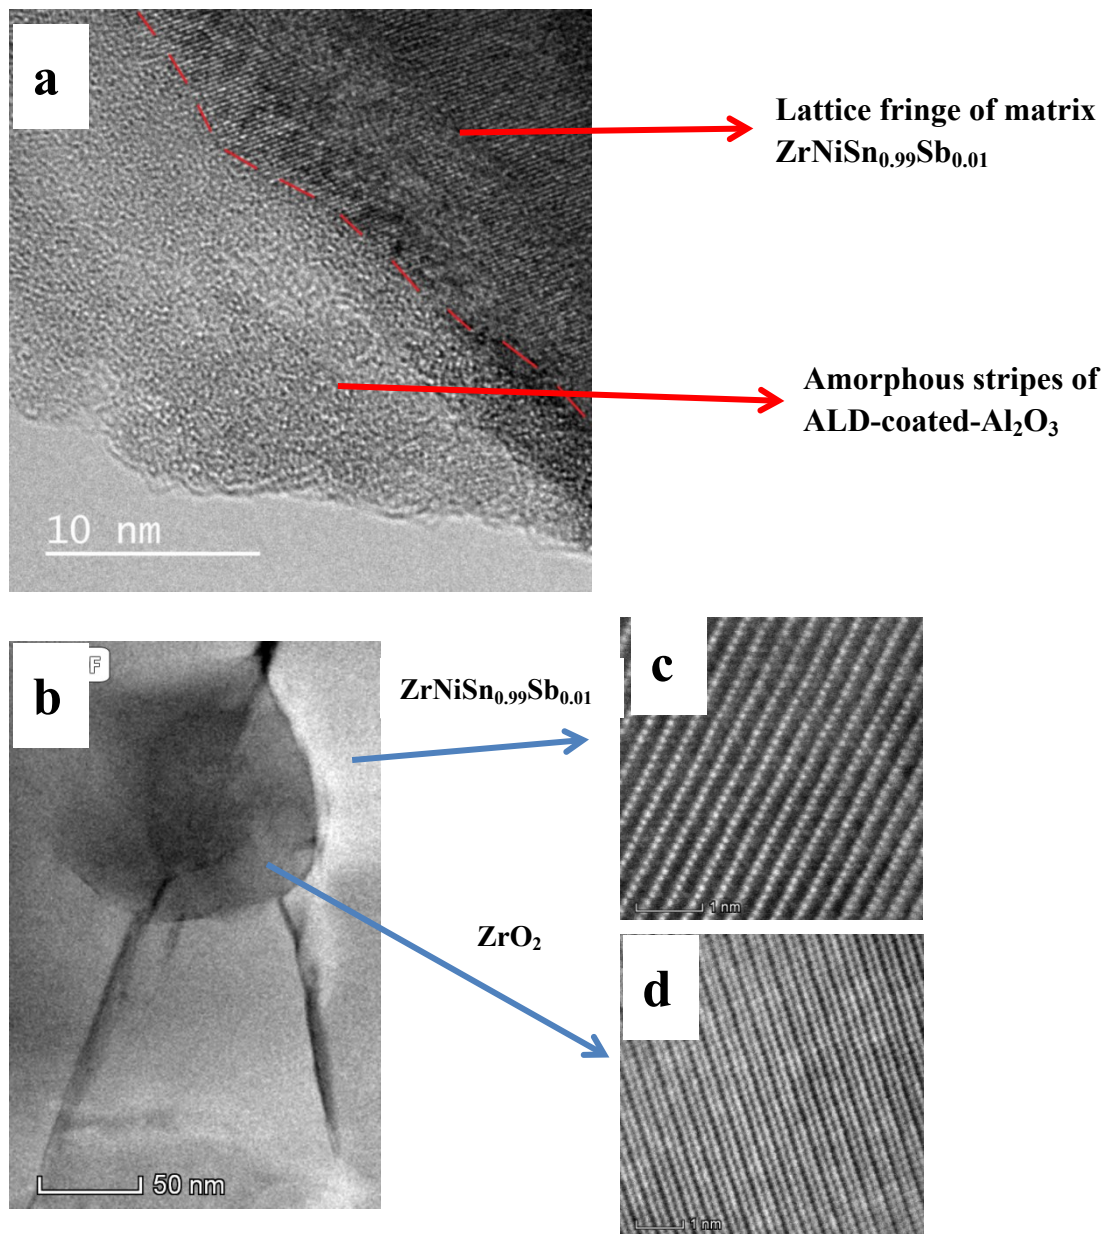 a
Lattice fringe of matrix
ZrNiSn₀.₉₉Sb₀.₀₁
Amorphous stripes of
ALD-coated-Al₂O₃
10 nm
b
F
ZrNiSn₀.₉₉Sb₀.₀₁
c
1 nm
ZrO₂
d
50 nm
1 nm